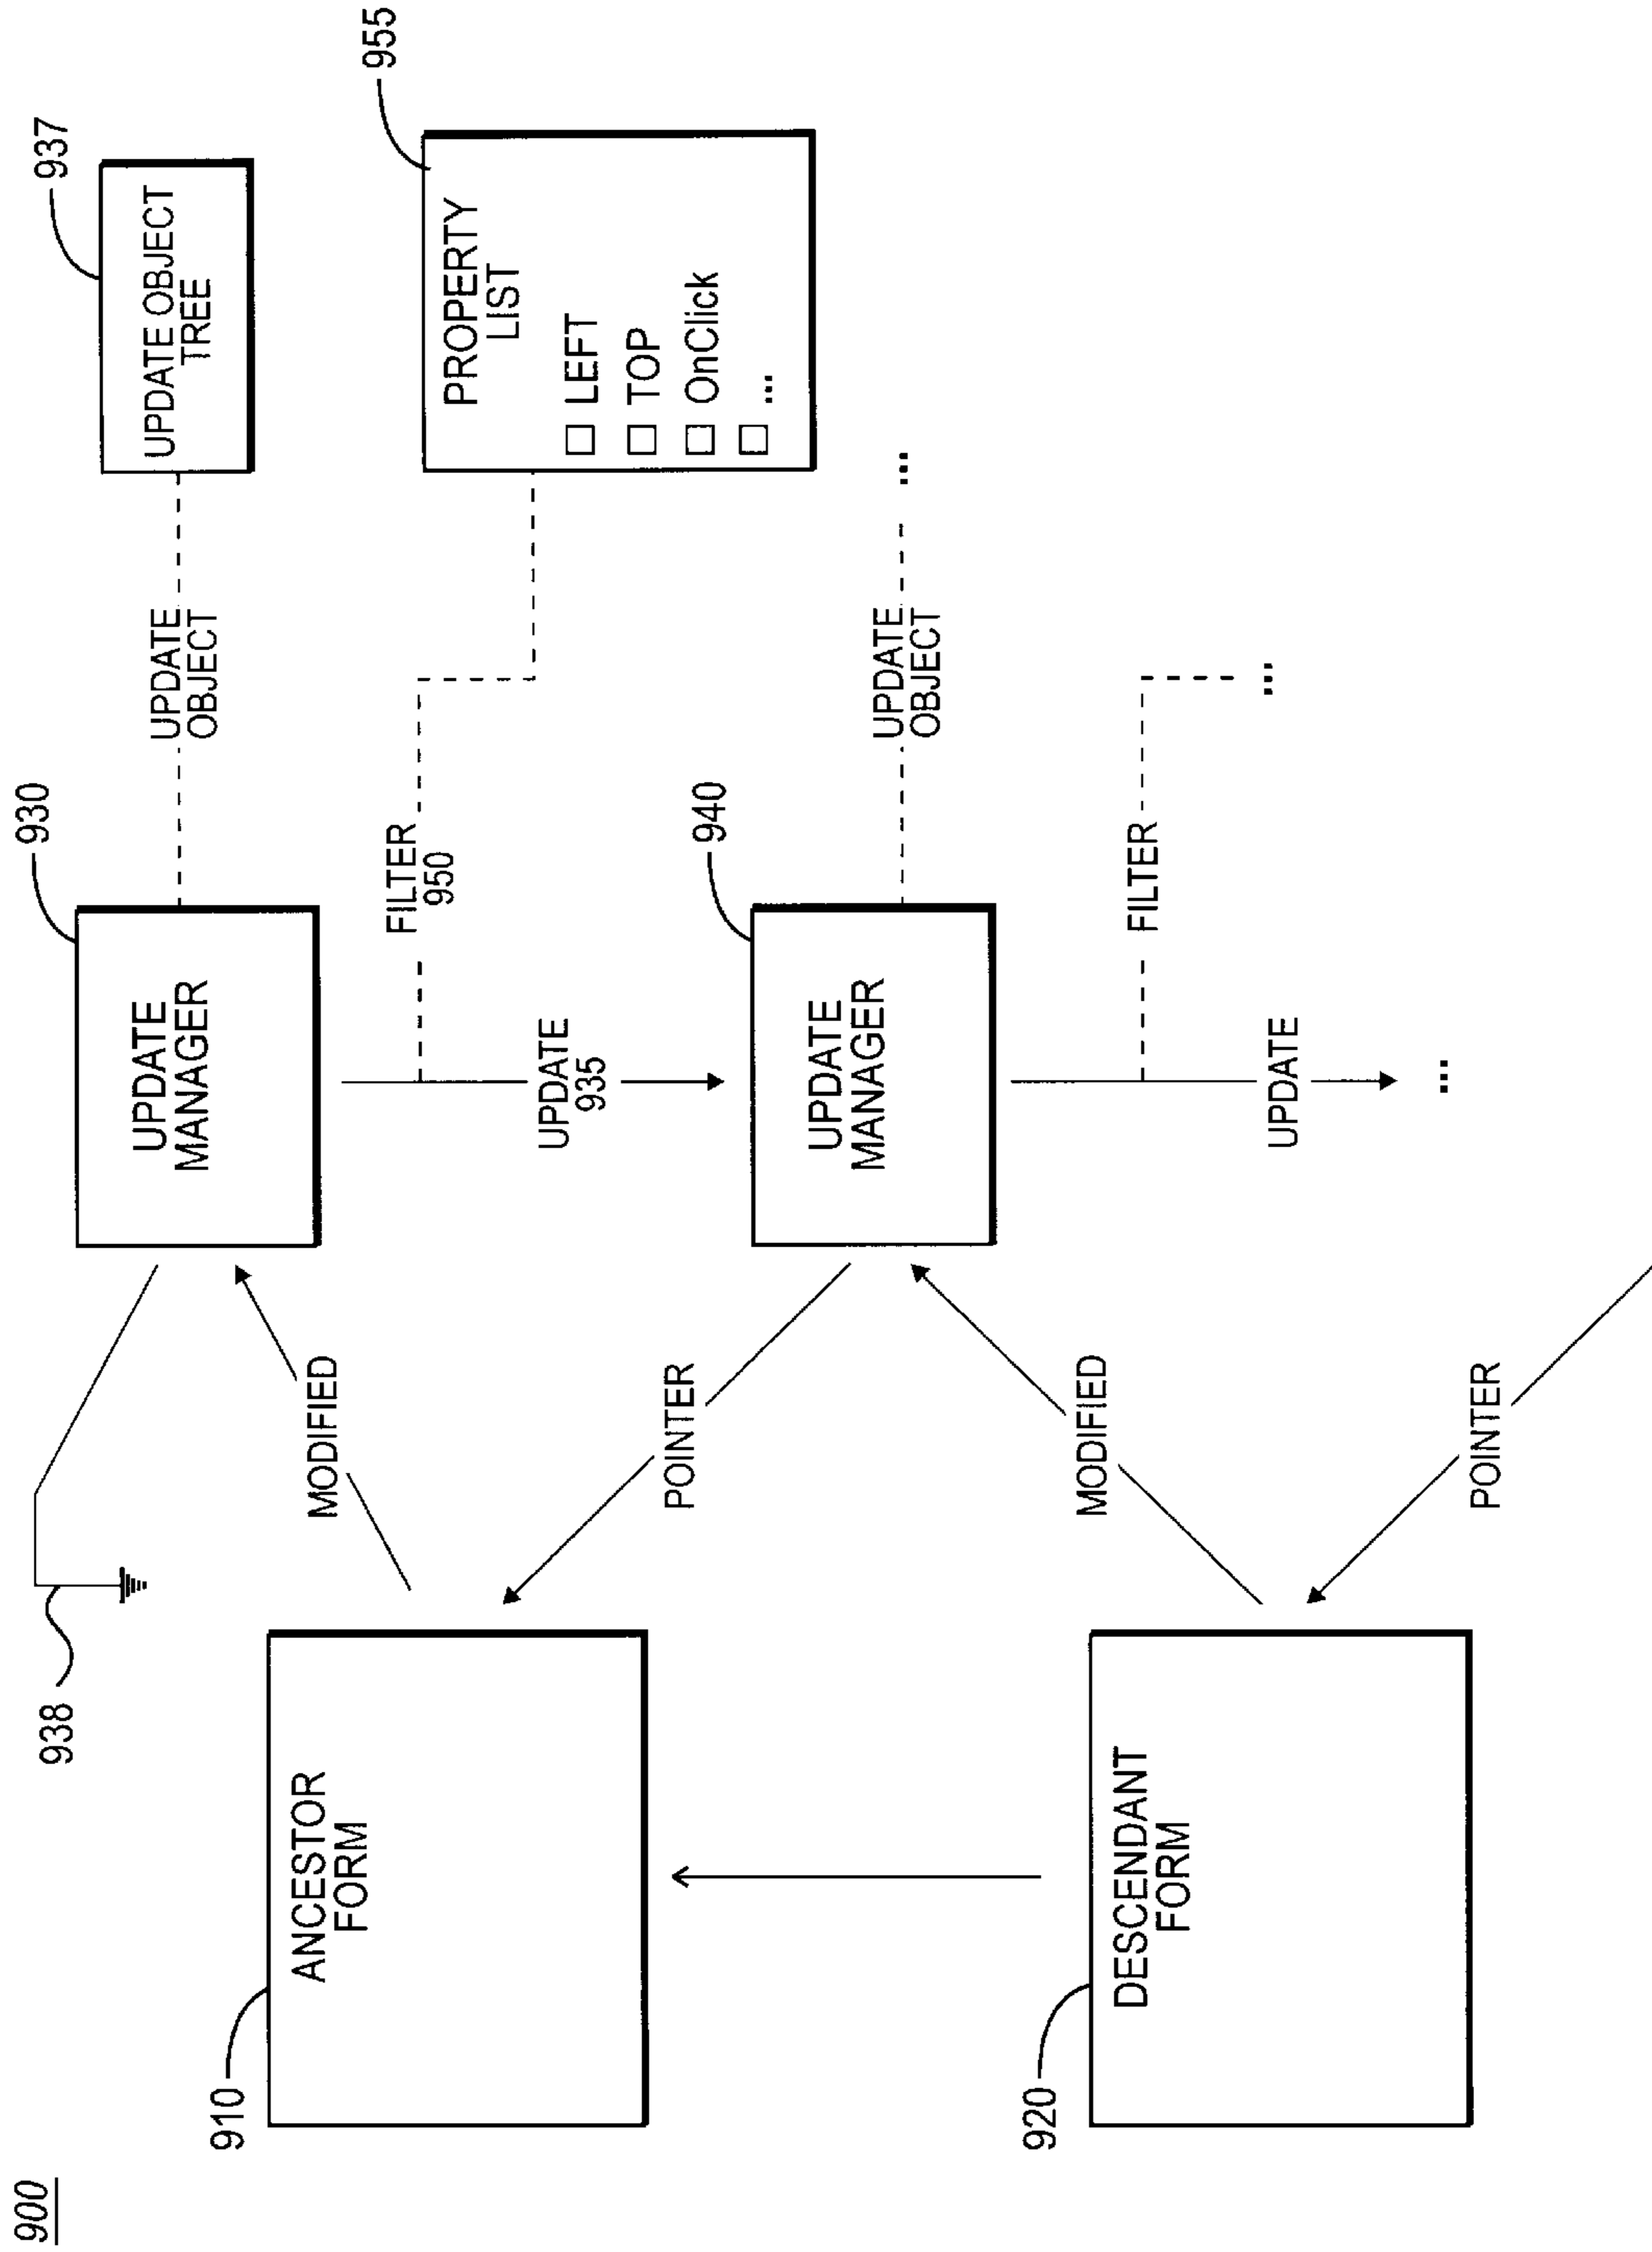 900
910
ANCESTOR
FORM
920
DESCENDANT
FORM
938
MODIFIED
POINTER
MODIFIED
POINTER
930
UPDATE
MANAGER
UPDATE
935
940
UPDATE
MANAGER
UPDATE
...
FILTER
950
FILTER
...
UPDATE
OBJECT
UPDATE
OBJECT
...
937
UPDATE OBJECT
TREE
955
PROPERTY
LIST
LEFT
TOP
OnClick
...